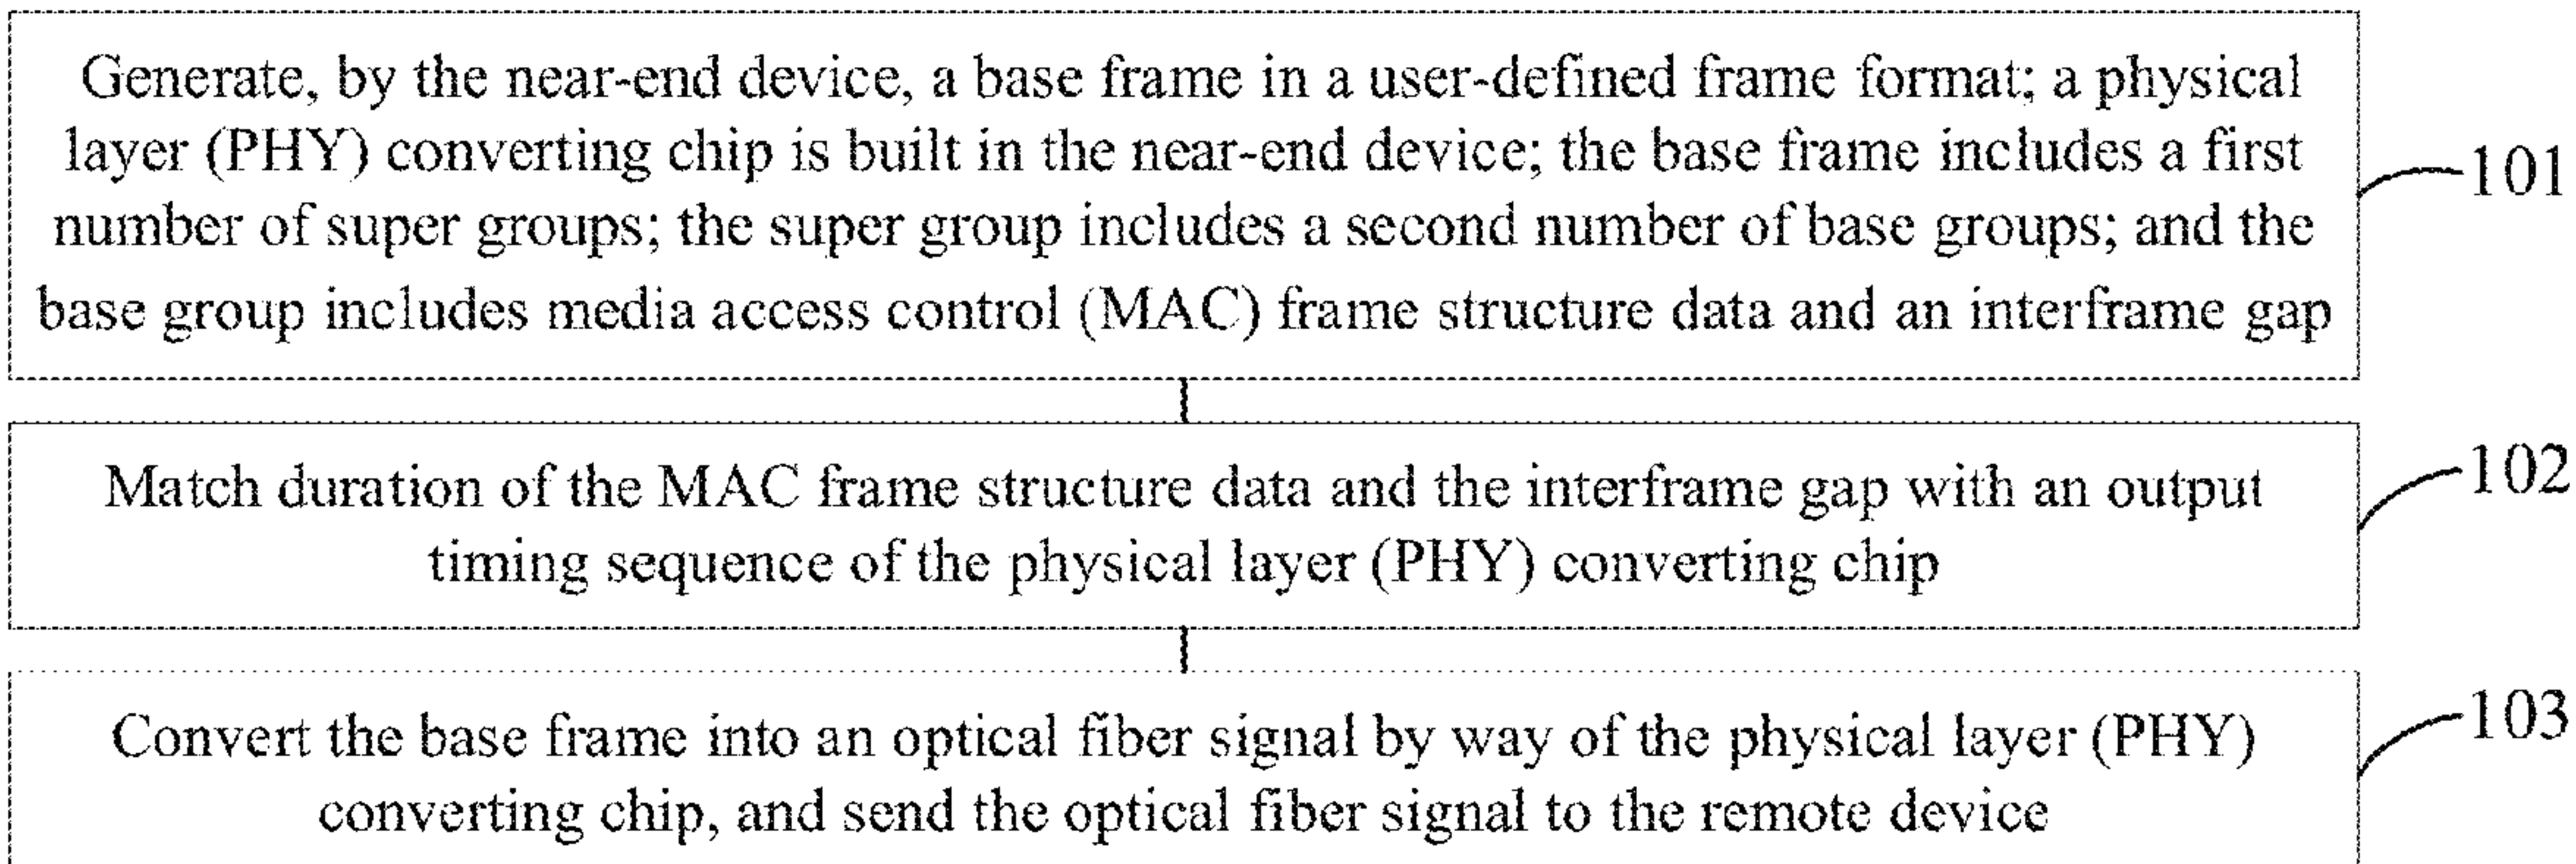 Generate, by the near-end device, a base frame in a user-defined frame format; a physical
layer (PHY) converting chip is built in the near-end device; the base frame includes a first
number of super groups; the super group includes a second number of base groups; and the
base group includes media access control (MAC) frame structure data and an interframe gap
101
Match duration of the MAC frame structure data and the interframe gap with an output
timing sequence of the physical layer (PHY) converting chip
102
Convert the base frame into an optical fiber signal by way of the physical layer (PHY)
converting chip, and send the optical fiber signal to the remote device
103